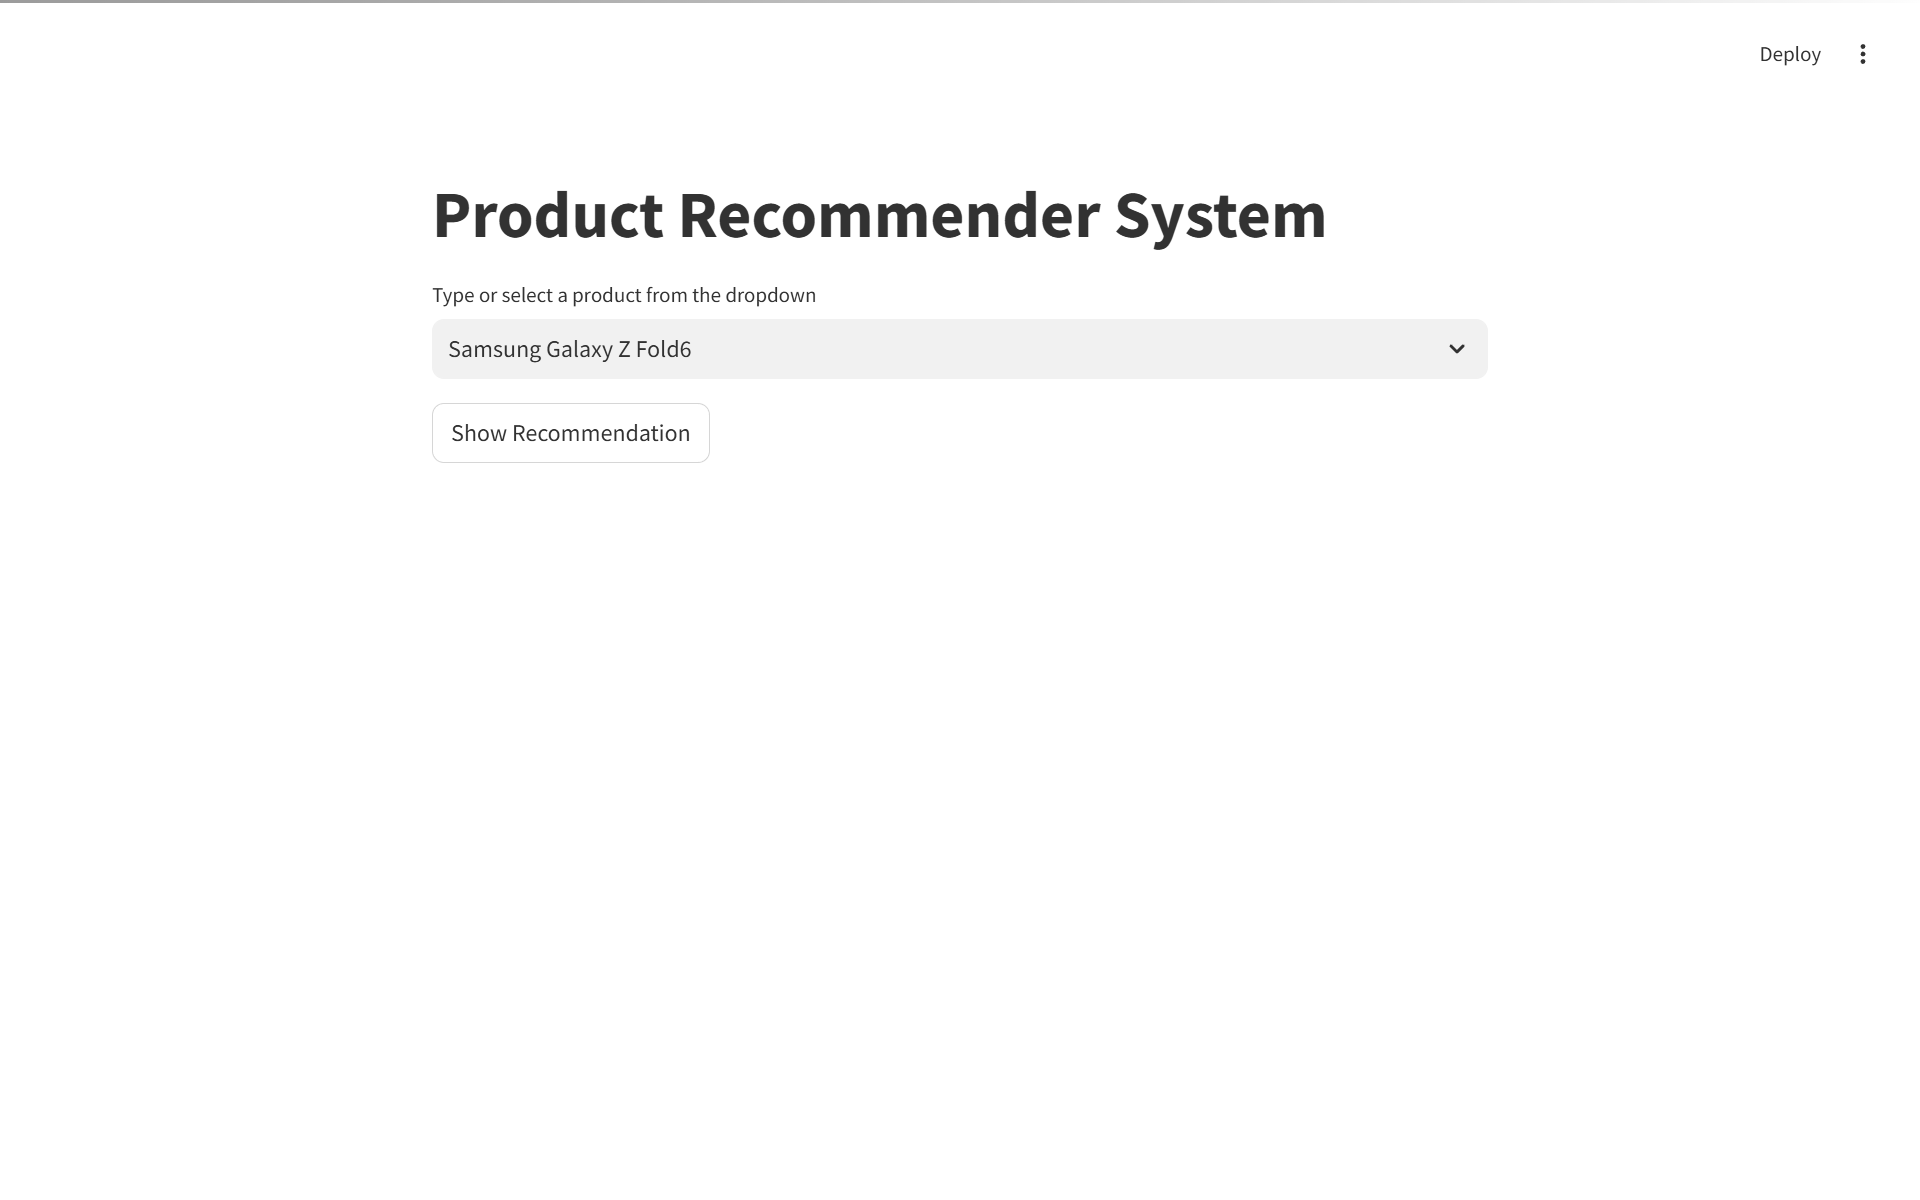 Deploy
Product Recommender System
Type or select a product from the dropdown
Samsung Galaxy Z Fold6
Show Recommendation